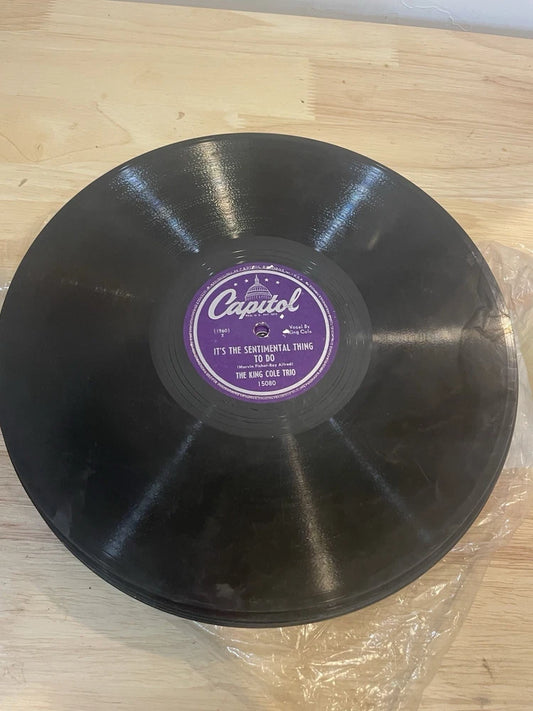 Capitol
(1960)
Vocal By
King Cole
IT'S THE SENTIMENTAL THING
TO DO
(Marvin Fisher-Roy Alfred)
THE KING COLE TRIO
15080